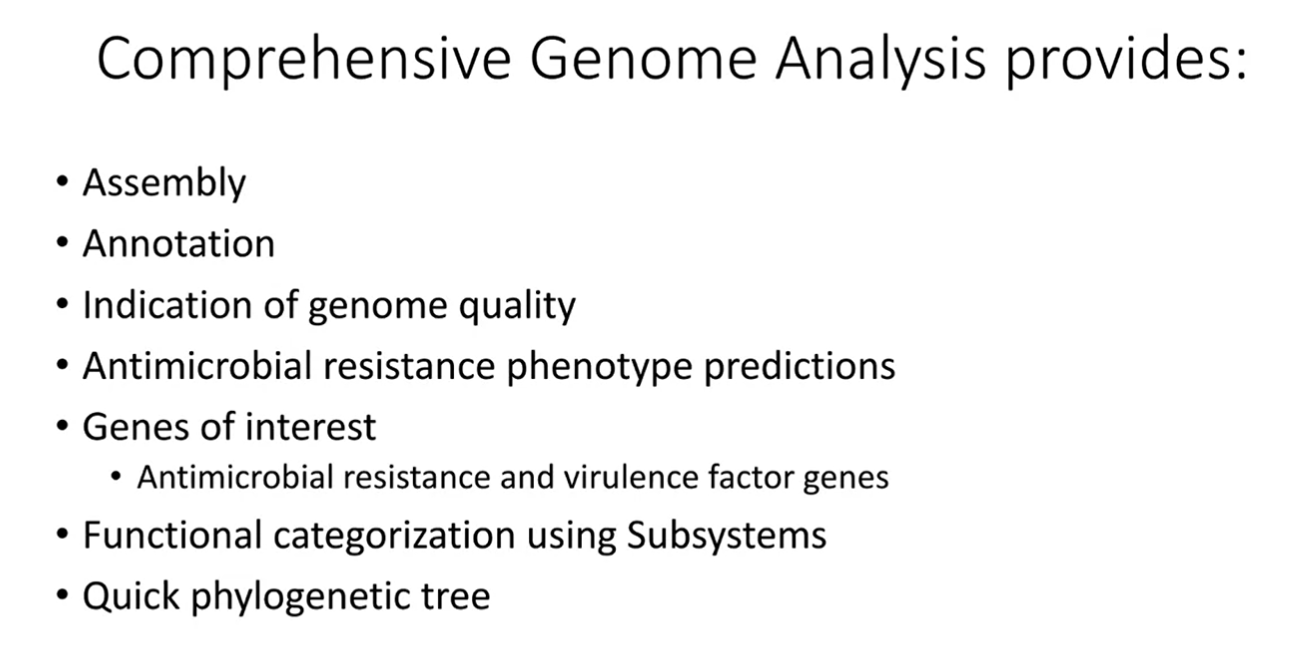 Comprehensive Genome Analysis provides:
• Assembly
• Annotation
• Indication of genome quality
• Antimicrobial resistance phenotype predictions
• Genes of interest
• Antimicrobial resistance and virulence factor genes
• Functional categorization using Subsystems
• Quick phylogenetic tree